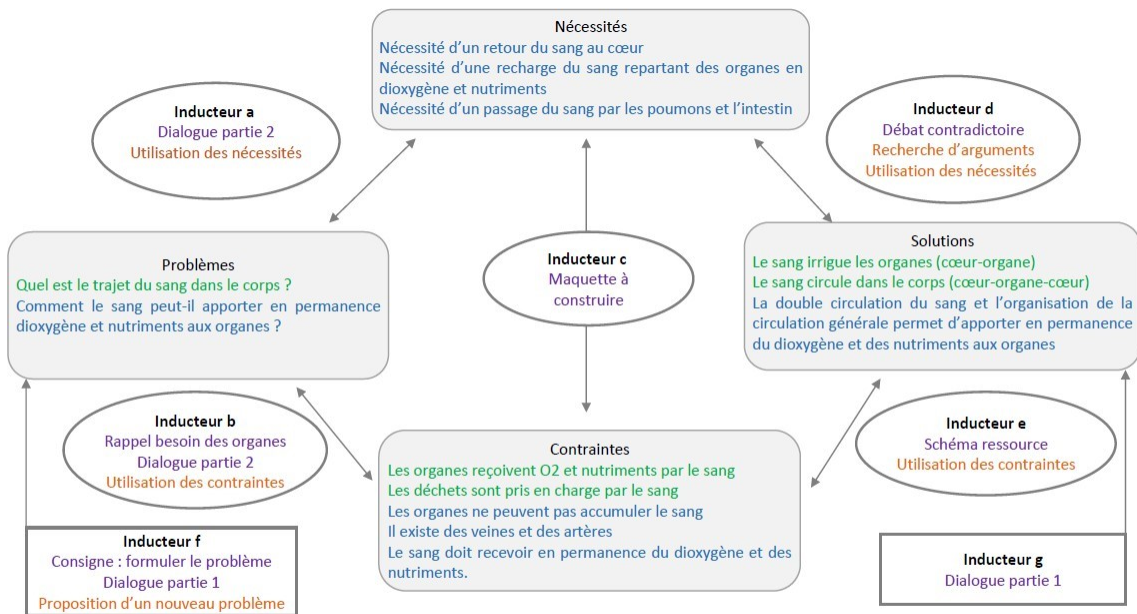 Nécessités
Nécessité d'un retour du sang au cœur
Nécessité d'une recharge du sang repartant des organes en
dioxygène et nutriments
Nécessité d'un passage du sang par les poumons et l'intestin
Inducteur a
Dialogue partie 2
Utilisation des nécessités
Inducteur d
Débat contradictoire
Recherche d'arguments
Utilisation des nécessités
Problèmes
Quel est le trajet du sang dans le corps ?
Comment le sang peut-il apporter en permanence
dioxygène et nutriments aux organes ?
Inducteur c
Maquette à
construire
Solutions
Le sang irrigue les organes (cœur-organe)
Le sang circule dans le corps (cœur-organe-cœur)
La double circulation du sang et l'organisation de la
circulation générale permet d'apporter en permanence
du dioxygène et des nutriments aux organes
Inducteur b
Rappel besoin des organes
Dialogue partie 2
Utilisation des contraintes
Contraintes
Les organes reçoivent O2 et nutriments par le sang
Les déchets sont pris en charge par le sang
Les organes ne peuvent pas accumuler le sang
Il existe des veines et des artères
Le sang doit recevoir en permanence du dioxygène et des
nutriments.
Inducteur e
Schéma ressource
Utilisation des contraintes
Inducteur f
Consigne : formuler le problème
Dialogue partie 1
Proposition d'un nouveau problème
Inducteur g
Dialogue partie 1